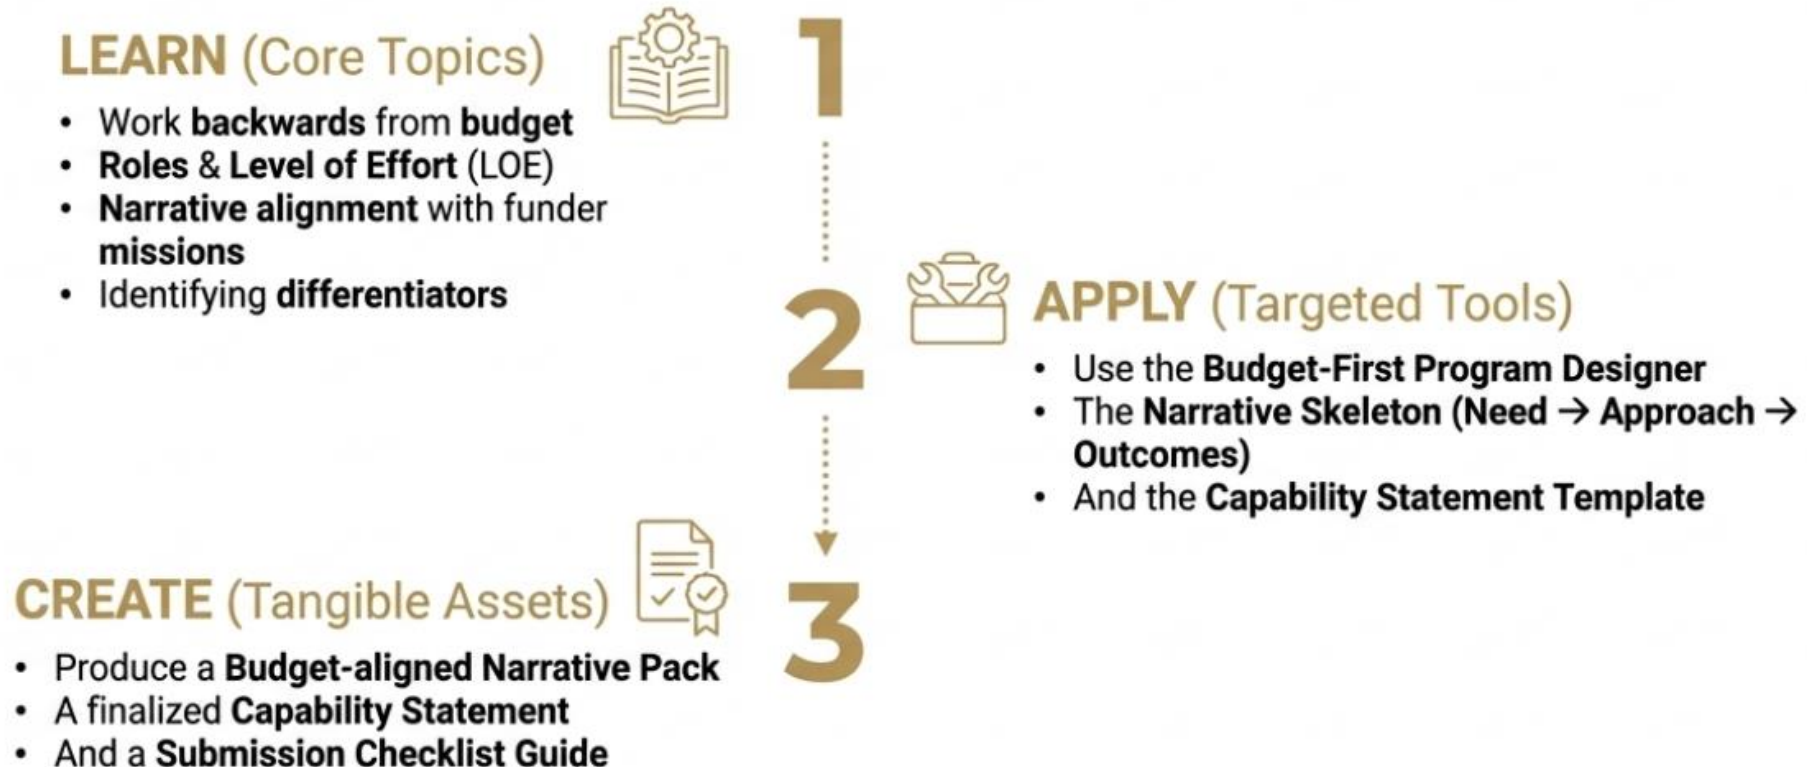 LEARN (Core Topics)
1
• Work backwards from budget
• Roles & Level of Effort (LOE)
• Narrative alignment with funder
missions
• Identifying differentiators
2
APPLY (Targeted Tools)
• Use the Budget-First Program Designer
• The Narrative Skeleton (Need → Approach →
Outcomes)
• And the Capability Statement Template
3
CREATE (Tangible Assets)
• Produce a Budget-aligned Narrative Pack
• A finalized Capability Statement
• And a Submission Checklist Guide